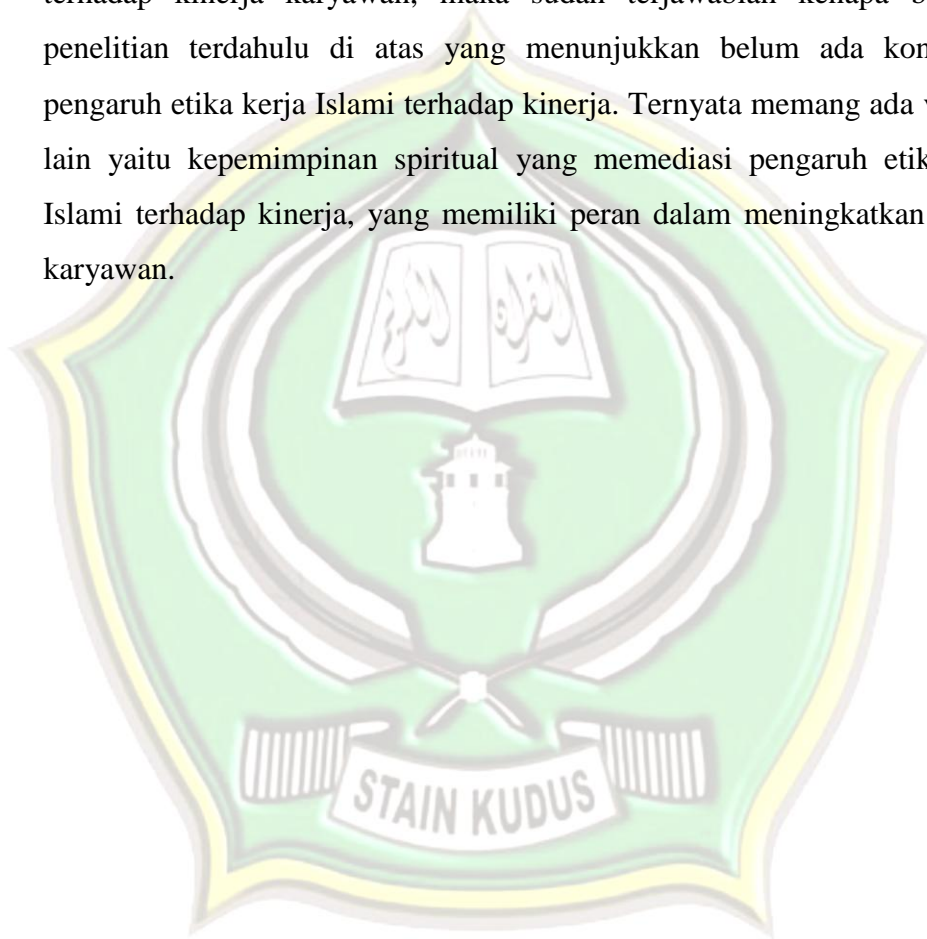 terhadap kinerja karyawan, maka sudah terjawablah kenapa
penelitian terdahulu di atas yang menunjukkan belum ada
pengaruh etika kerja Islami terhadap kinerja. Ternyata memang ada
lain yaitu kepemimpinan spiritual yang memediasi pengaruh
Islami terhadap kinerja, yang memiliki peran dalam meningkatkan
karyawan.
STAIN KUDUS